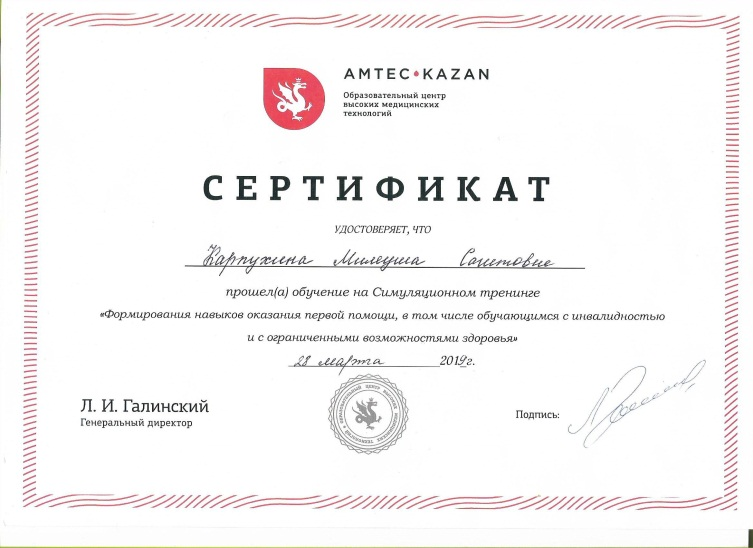 AMTEC KAZAN
Образовательный центр
высоких медицинских
технологий
СЕРТИФИКАТ
УДОСТОВЕРЯЕТ, ЧТО
Карпухина Милеуша Сагитовне
прошел(а) обучение на Симуляционном тренинге
«Формирования навыков оказания первой помощи, в том числе обучающимся с инвалидностью
и с ограниченными возможностями здоровья»
28 марта 2019г.
Л. И. Галинский
Генеральный директор
Подпись: